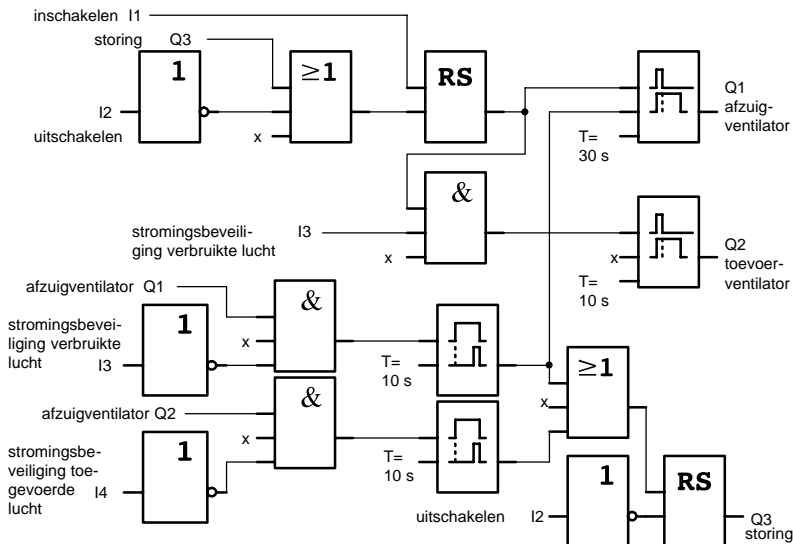 inschakelen I1
storing Q3
1
≥1
RS
I2
uitschakelen
x
T=
30 s
Q1
afzuig-
ventilator
&
stromingsbeveili-
ging verbruikte lucht
I3
x
x
T=
10 s
Q2
toevoer-
ventilator
afzuigventilator Q1
&
stromingsbevei-
liging verbruikte
lucht
1
I3
x
T=
10 s
≥1
x
afzuigventilator Q2
&
stromingsbe-
veiliging toe-
gevoerde
lucht
1
I4
x
T=
10 s
uitschakelen
I2
1
RS
Q3
storing